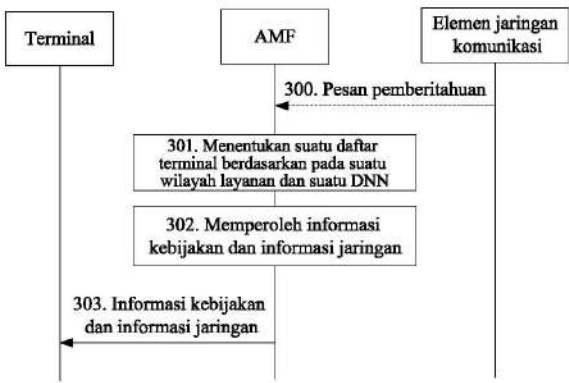 Terminal
AMF
Elemen jaringan
komunikasi
300. Pesan pemberitahuan
301. Menentukan suatu daftar
terminal berdasarkan pada suatu
wilayah layanan dan suatu DNN
302. Memperoleh informasi
kebijakan dan informasi jaringan
303. Informasi kebijakan
dan informasi jaringan